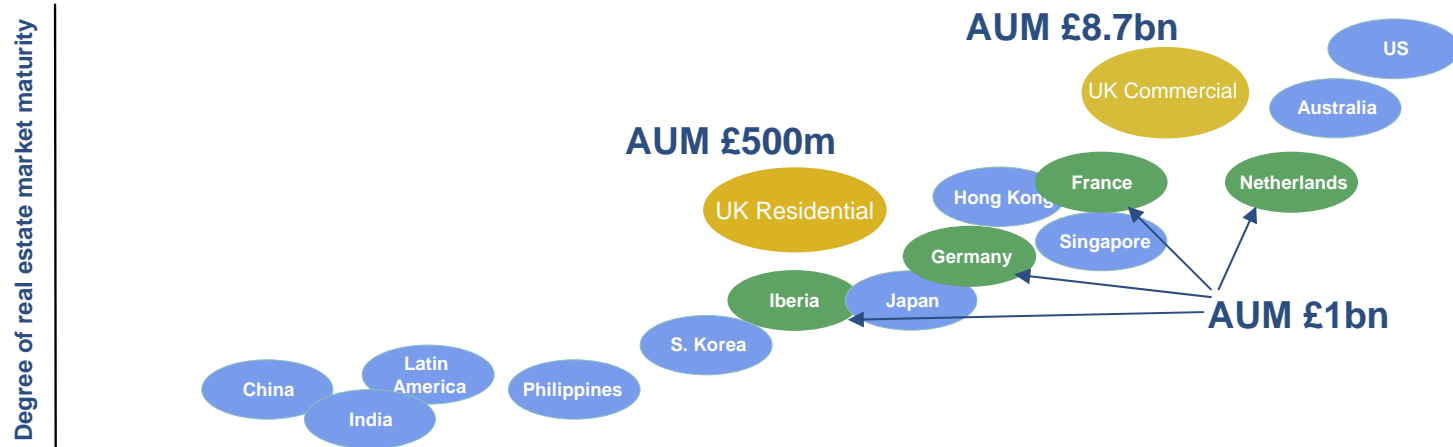 Degree of real estate market maturity
AUM £8.7bn
US
UK Commercial
Australia
AUM £500m
France
Netherlands
Hong Kong
UK Residential
Singapore
Germany
Iberia
Japan
AUM £1bn
S. Korea
Latin
America
China
Philippines
India